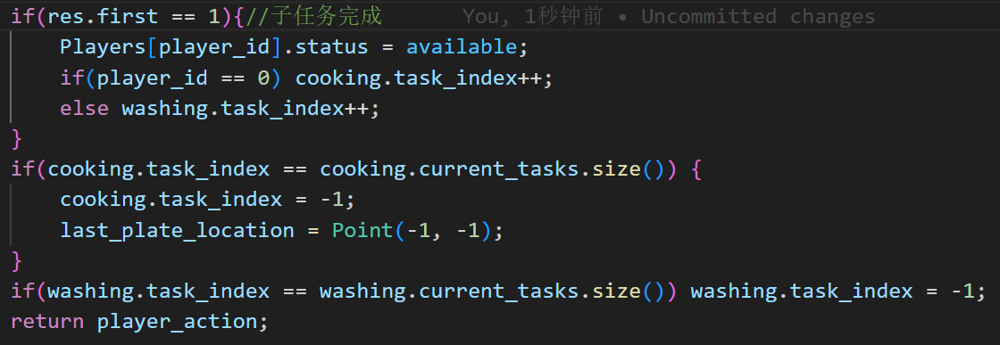 if(res.first == 1){//子任务完成 You, 1秒钟前 • Uncommitted changes
Players[player_id].status = available;
if(player_id == 0) cooking.task_index++;
else washing.task_index++;
}
if(cooking.task_index == cooking.current_tasks.size()) {
cooking.task_index = -1;
last_plate_location = Point(-1, -1);
}
if(washing.task_index == washing.current_tasks.size()) washing.task_index = -1;
return player_action;